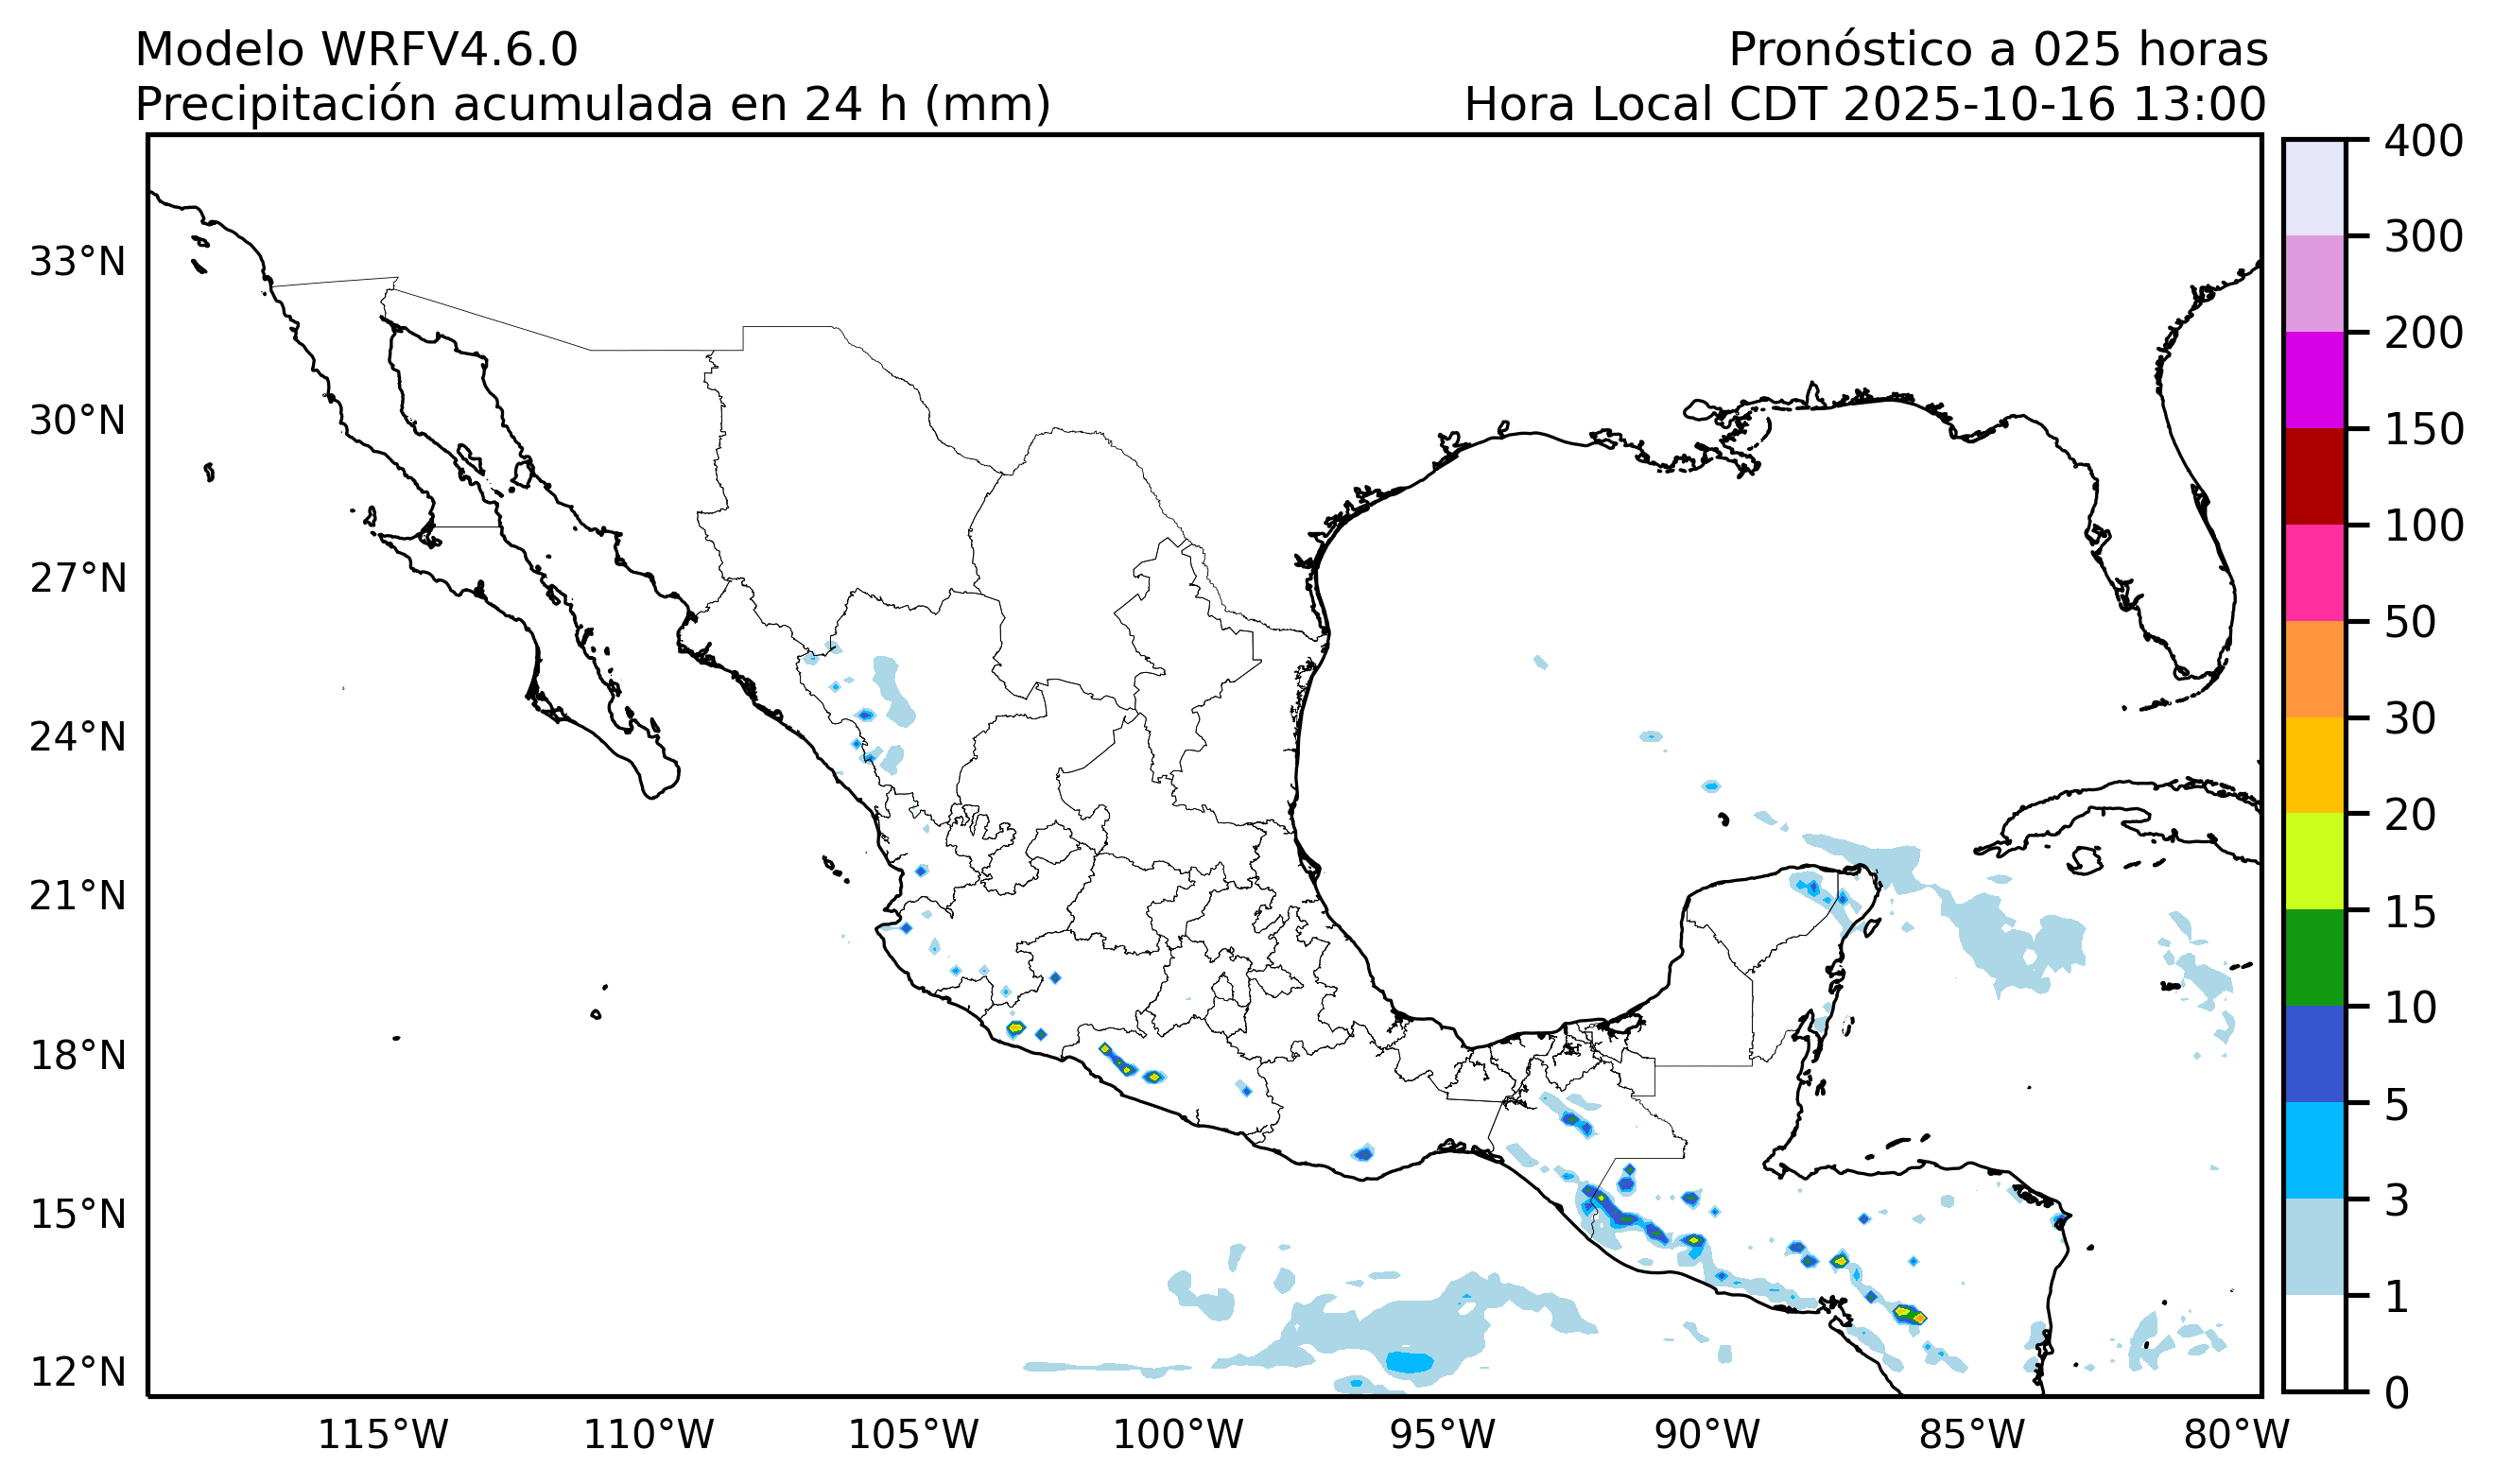 Modelo WRFV4.6.0
Pronóstico a 025 horas
Precipitación acumulada en 24 h (mm)
Hora Local CDT 2025-10-16 13:00
400
300
200
150
100
50
30
20
15
10
5
3
1
0
33°N
30°N
27°N
24°N
21°N
18°N
15°N
12°N
115°W
110°W
105°W
100°W
95°W
90°W
85°W
80°W